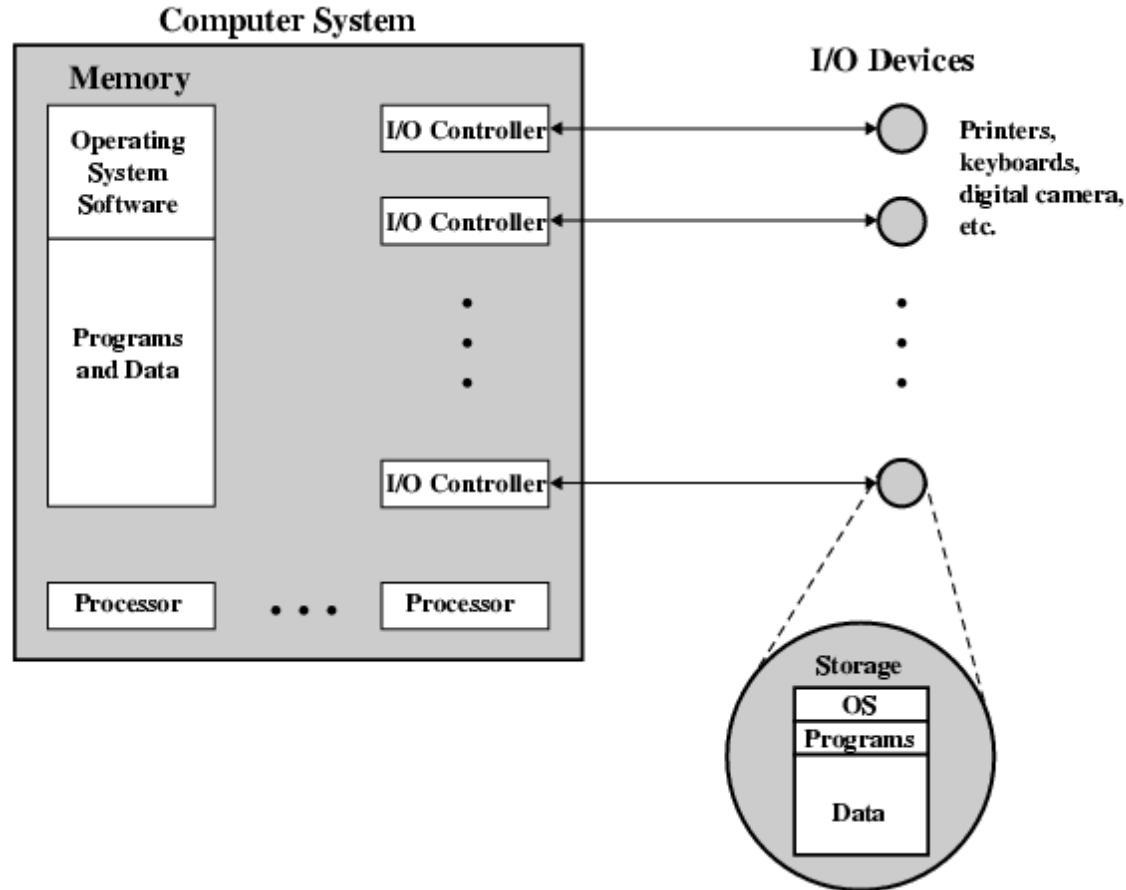 Computer System
Memory
Operating
System
Software
Programs
and Data
I/O Controller
I/O Controller
I/O Controller
Processor
Processor
I/O Devices
Printers,
keyboards,
digital camera,
etc.
Storage
OS
Programs
Data